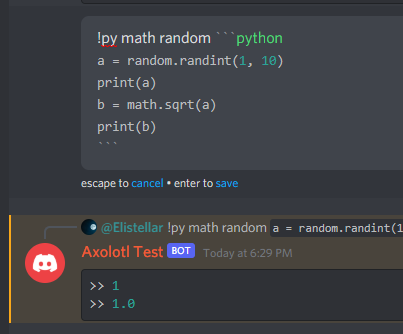 !py math random ```python
a = random.randint(1, 10)
print(a)
b = math.sqrt(a)
print(b)
```
escape to cancel • enter to save
@Elistellar !py math random a = random.randint(1
Axolotl Test BOT Today at 6:29 PM
>> 1
>> 1.0